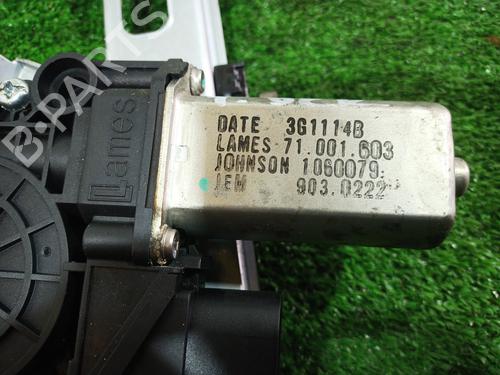 B-PARTS
Lames
DATE 3G1114B
LAMES 71.001.603
JOHNSON 1060079.
JEM 903.0222